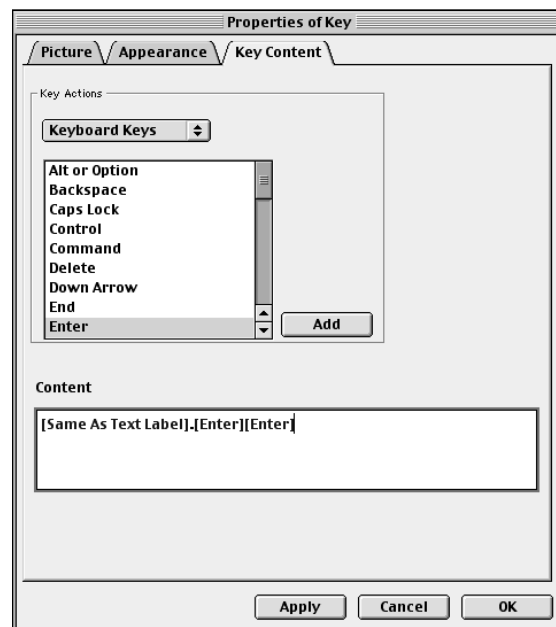 Properties of Key
Picture Appearance Key Content
Key Actions
Keyboard Keys
Alt or Option
Backspace
Caps Lock
Control
Command
Delete
Down Arrow
End
Enter
Add
Content
[Same As Text Label].[Enter][Enter]
Apply Cancel OK